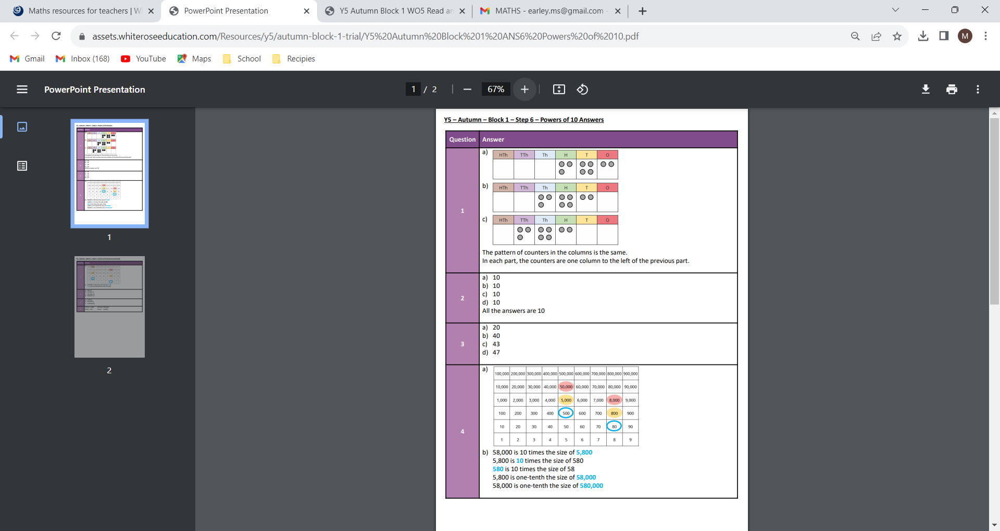 Maths resources for teachers | W
PowerPoint Presentation
Y5 Autumn Block 1 WO5 Read an
MATHS - earley.ms@gmail.com -
assets.whiteroseeducation.com/Resources/y5/autumn-block-1-trial/Y5%20Autumn%20Block%201%20ANS6%20Powers%20of%2010.pdf
M
Gmail
Inbox (168)
YouTube
Maps
School
Recipies
PowerPoint Presentation
1 / 2
67%
1
2
Y5 – Autumn – Block 1 – Step 6 – Powers of 10 Answers
Question Answer
1
a)
HTh TTh Th H T O
b)
HTh TTh Th H T O
c)
HTh TTh Th H T O
The pattern of counters in the columns is the same.
In each part, the counters are one column to the left of the previous part.
2
a) 10
b) 10
c) 10
d) 10
All the answers are 10
3
a) 20
b) 40
c) 43
d) 47
4
a)
100,000 200,000 300,000 400,000 500,000 600,000 700,000 800,000 900,000
10,000 20,000 30,000 40,000 50,000 60,000 70,000 80,000 90,000
1,000 2,000 3,000 4,000 5,000 6,000 7,000 8,000 9,000
100 200 300 400 500 600 700 800 900
10 20 30 40 50 60 70 80 90
1 2 3 4 5 6 7 8 9
b) 58,000 is 10 times the size of 5,800
5,800 is 10 times the size of 580
580 is 10 times the size of 58
5,800 is one-tenth the size of 58,000
58,000 is one-tenth the size of 580,000